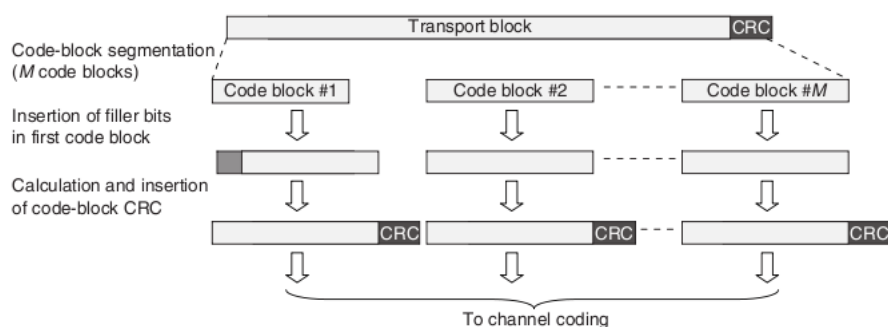 Transport block
CRC
Code-block segmentation
(M code blocks)
Code block #1
Code block #2
Code block #M
Insertion of filler bits
in first code block
Calculation and insertion
of code-block CRC
CRC
CRC
CRC
To channel coding